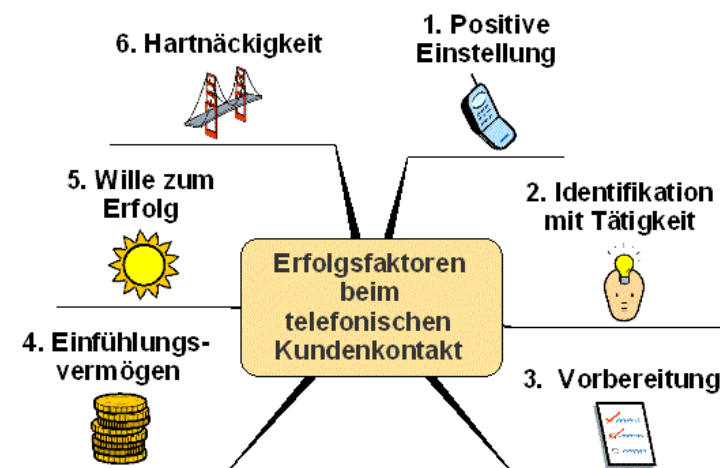 6. Hartnäckigkeit
1. Positive
Einstellung
5. Wille zum
Erfolg
2. Identifikation
mit Tätigkeit
Erfolgsfaktoren
beim
telefonischen
Kundenkontakt
4. Einfühlungs-
vermögen
3. Vorbereitung